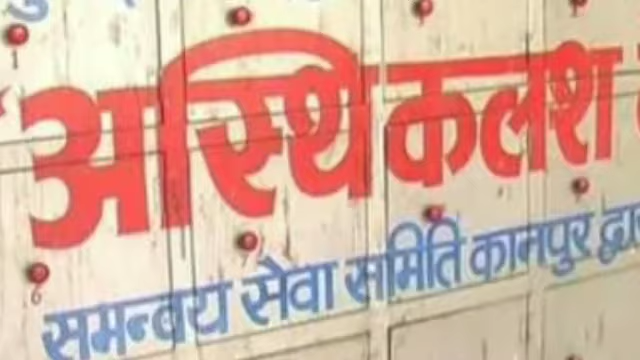 अस्थि कलश
समन्वय सेवा समिति कानपुर द्वारा